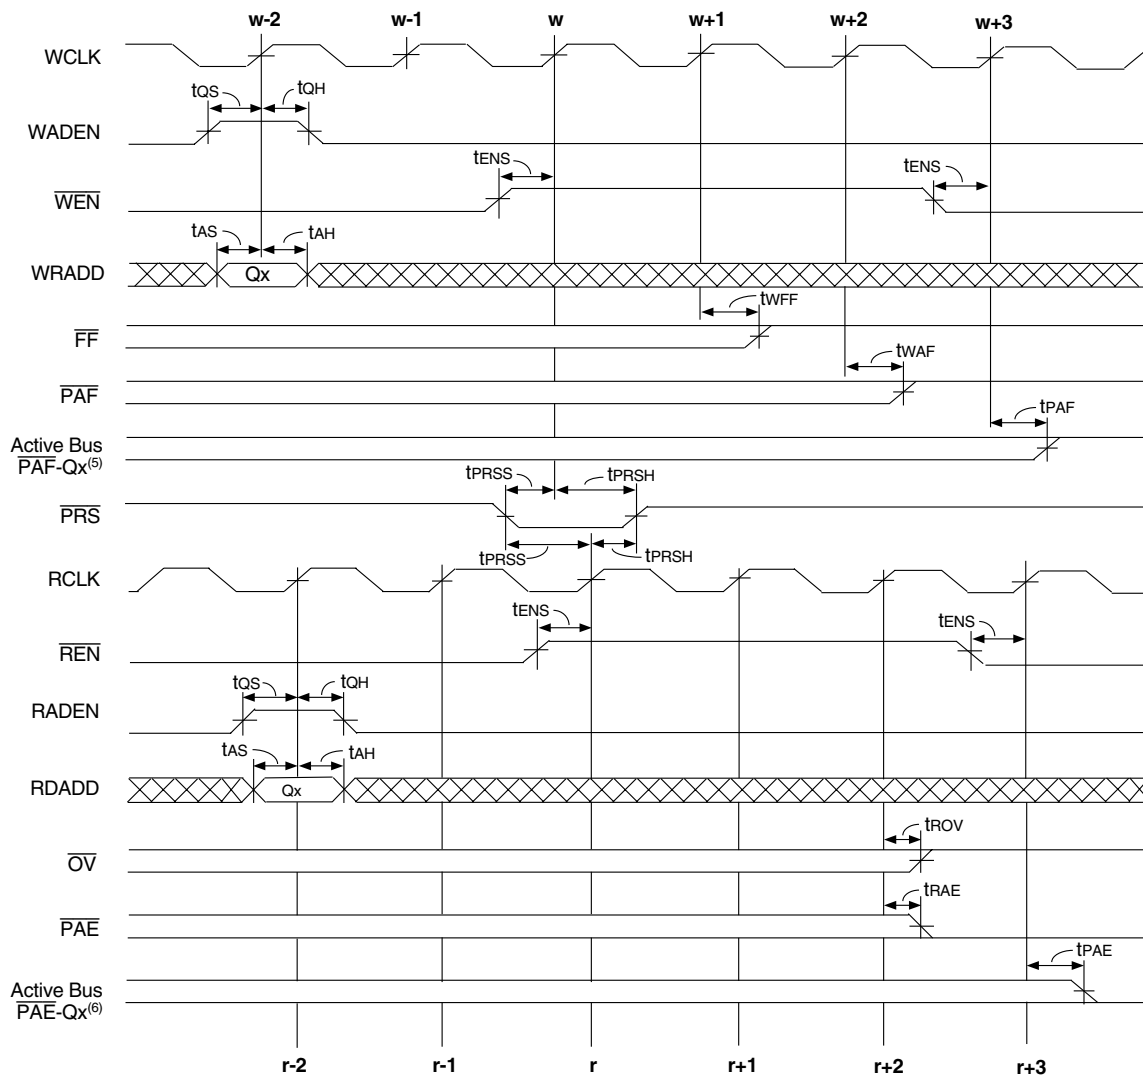 w-2 w-1 w w+1 w+2 w+3
WCLK
tQS tQH
WADEN
tENS tENS
WEN
tAS tAH
WRADD Qx
tWFF
FF
tWAF
PAF
tPAF
Active Bus
PAF-Qx(5)
tPRSS tPRSH
PRS
tPRSS tPRSH
RCLK
tENS tENS
REN
tQS tQH
RADEN
tAS tAH
RDADD Qx
tROV
OV
tRAE
PAE
tPAE
Active Bus
PAE-Qx(6)
r-2 r-1 r r+1 r+2 r+3